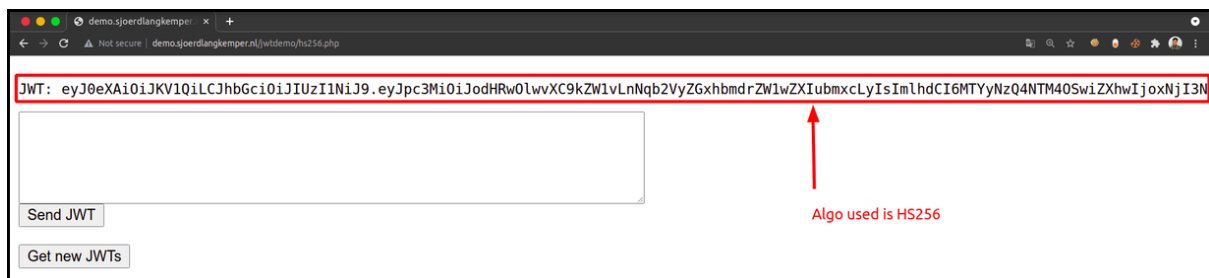 demo.sjoerdlangkemper.
Not secure | demo.sjoerdlangkemper.nl/jwtdemo/hs256.php
JWT: eyJ0eXAiOiJKV1QiLCJhbGciOiJIUzI1NiJ9.eyJpc3MiOiJodHRwOlwvXC9kZW1vLnNqb2VyZGxhbmdrZW1wZXIubmxcLyIsImlhdCI6MTYyNzQ4NTM4OSwiZXhwIjoxNjI3N
Algo used is HS256
Send JWT
Get new JWTs